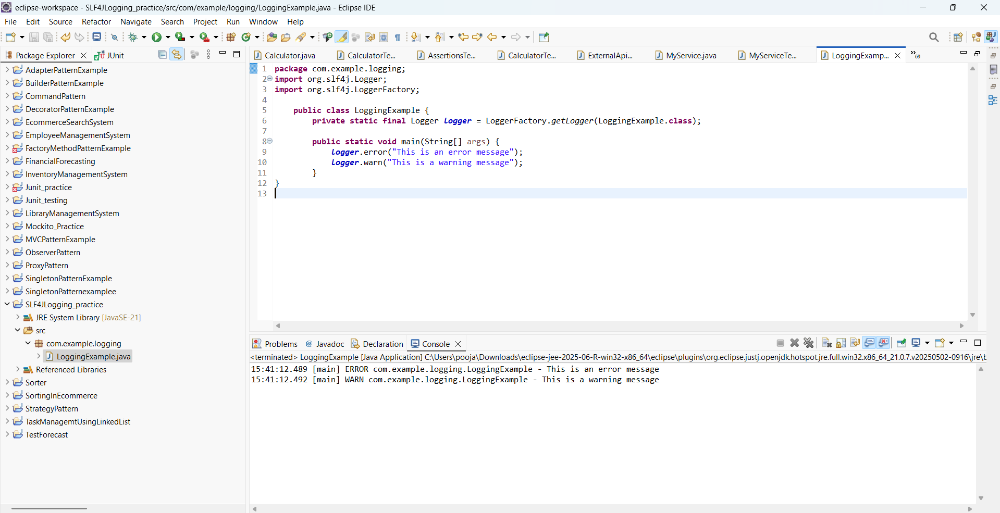 eclipse-workspace - SLF4JLogging_practice/src/com/example/logging/LoggingExample.java - Eclipse IDE
File Edit Source Refactor Navigate Search Project Run Window Help
Package Explorer JUnit
AdapterPatternExample
BuilderPatternExample
CommandPattern
DecoratorPatternExample
EcommerceSearchSystem
EmployeeManagementSystem
FactoryMethodPatternExample
FinancialForecasting
InventoryManagementSystem
Junit_practice
Junit_testing
LibraryManagementSystem
Mockito_Practice
MVCPatternExample
ObserverPattern
ProxyPattern
SingletonPatternExample
SingletonPatternexamplee
SLF4JLogging_practice
JRE System Library [JavaSE-21]
src
com.example.logging
LoggingExample.java
Referenced Libraries
Sorter
SortingInEcommerce
StrategyPattern
TaskManagemtUsingLinkedList
TestForecast
Calculator.java CalculatorTe... AssertionsTe... CalculatorTe... ExternalApi... MyService.java MyServiceTe... LoggingExamp... »69
1 package com.example.logging;
2 import org.slf4j.Logger;
3 import org.slf4j.LoggerFactory;
4
5 public class LoggingExample {
6 private static final Logger logger = LoggerFactory.getLogger(LoggingExample.class);
7
8 public static void main(String[] args) {
9 logger.error("This is an error message");
10 logger.warn("This is a warning message");
11 }
12 }
13
Problems @ Javadoc Declaration Console
<terminated> LoggingExample [Java Application] C:\Users\pooja\Downloads\eclipse-jee-2025-06-R-win32-x86_64\eclipse\plugins\org.eclipse.justj.openjdk.hotspot.jre.full.win32.x86_64_21.0.7.v20250502-0916\jre\b
15:41:12.489 [main] ERROR com.example.logging.LoggingExample - This is an error message
15:41:12.492 [main] WARN com.example.logging.LoggingExample - This is a warning message